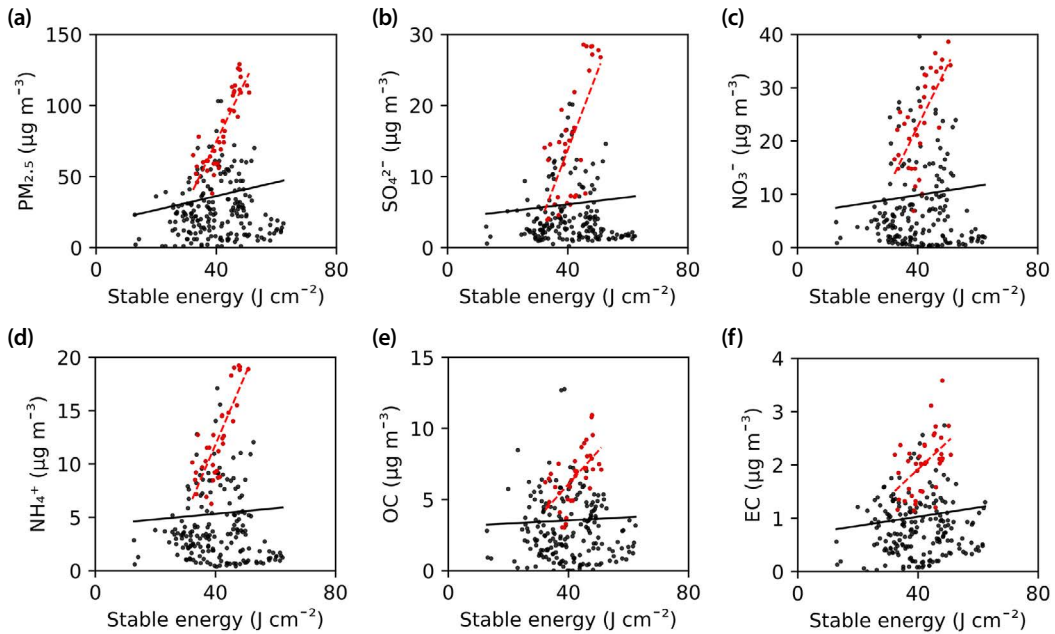 (a)
150
100
50
0
PM₂.₅ (μg m⁻³)
0 40 80
Stable energy (J cm⁻²)
(b)
30
20
10
0
SO₄²⁻ (μg m⁻³)
0 40 80
Stable energy (J cm⁻²)
(c)
40
30
20
10
0
NO₃⁻ (μg m⁻³)
0 40 80
Stable energy (J cm⁻²)
(d)
20
15
10
5
0
NH₄⁺ (μg m⁻³)
0 40 80
Stable energy (J cm⁻²)
(e)
15
10
5
0
OC (μg m⁻³)
0 40 80
Stable energy (J cm⁻²)
(f)
4
3
2
1
0
EC (μg m⁻³)
0 40 80
Stable energy (J cm⁻²)